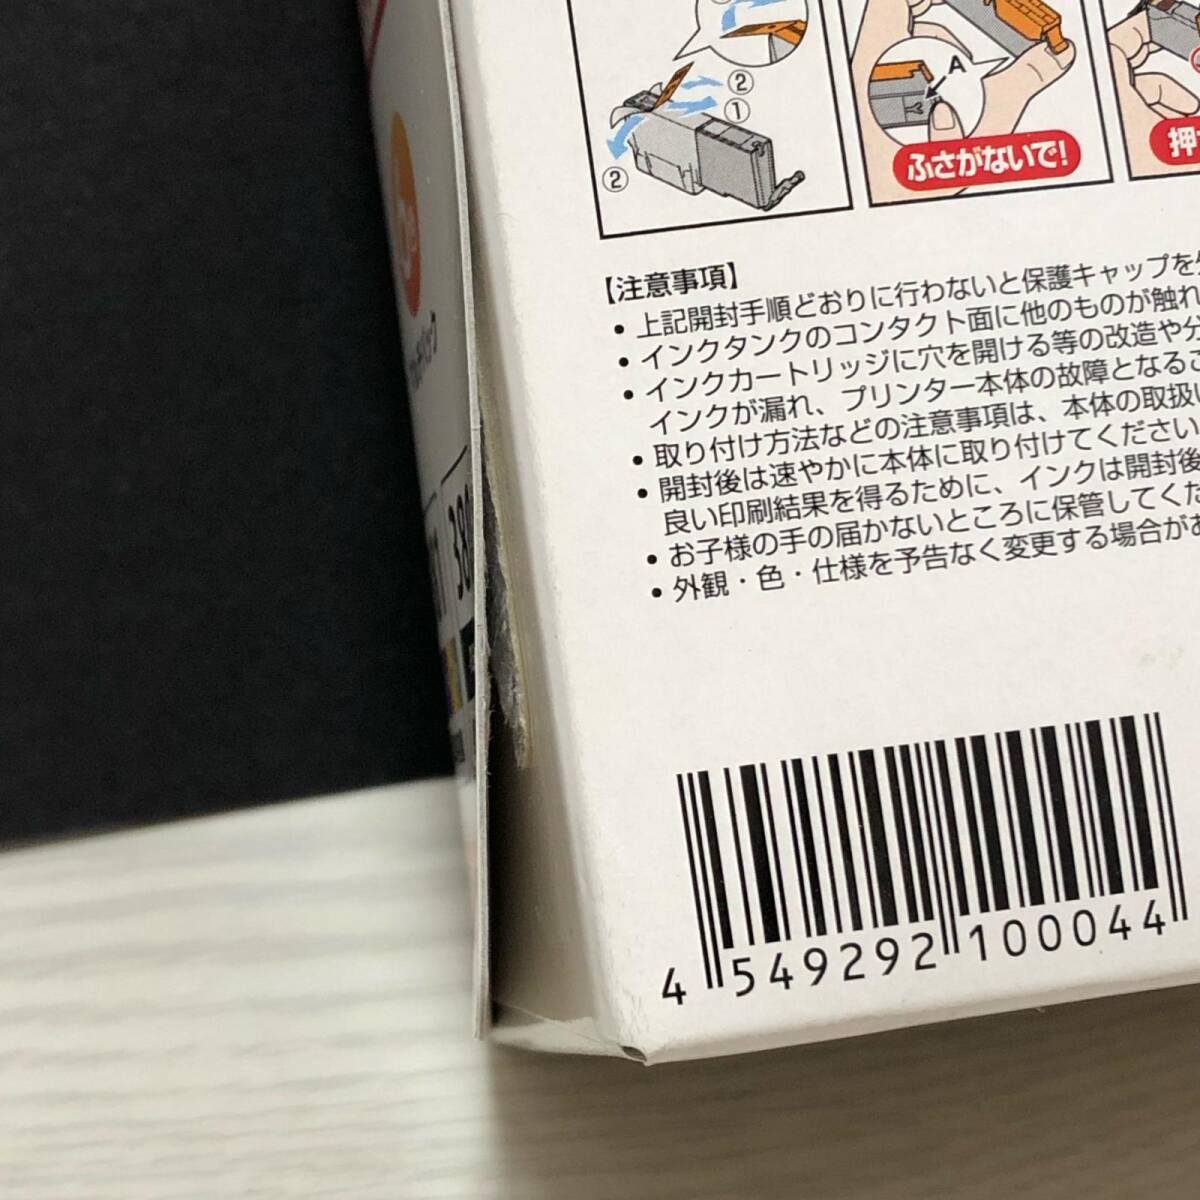 ②
①
②
A
ふさがないで!
押
【注意事項】
• 上記開封手順どおりに行わないと保護キャップを
• インクタンクのコンタクト面に他のものが触れ
• インクカートリッジに穴を開ける等の改造や分
インクが漏れ、プリンター本体の故障となるこ
• 取り付け方法などの注意事項は、本体の取扱い
• 開封後は速やかに本体に取り付けてください
良い印刷結果を得るために、インクは開封後
• お子様の手の届かないところに保管してくだ
• 外観・色・仕様を予告なく変更する場合があ
4 549292 100044